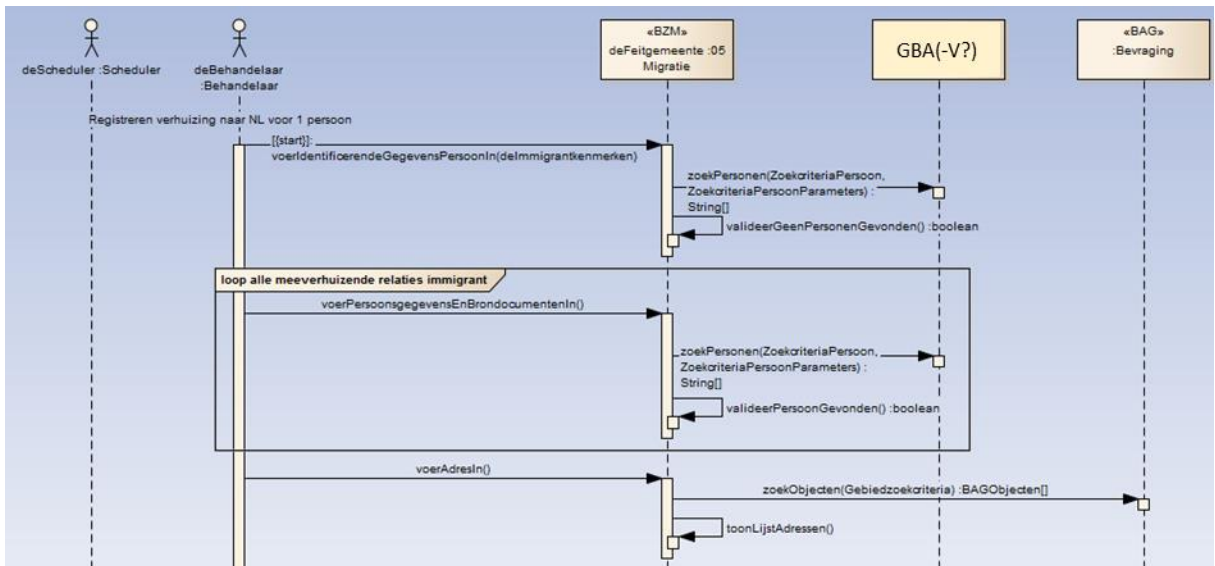 «BZM»
deFeitgemeente :05
Migratie
GBA(-V?)
«BAG»
:Bevraging
deScheduler :Scheduler
deBehandelaar
:Behandelaar
Registreren verhuizing naar NL voor 1 persoon
[{start}]:
voerIdentificerendeGegevensPersoonIn(deImmigrantkenmerken)
zoekPersonen(ZoekcriteriaPersoon,
ZoekcriteriaPersoonParameters) :
String[]
valideerGeenPersonenGevonden() :boolean
loop alle meeverhuizende relaties immigrant
voerPersoonsgegevensEnBrondocumentenIn()
zoekPersonen(ZoekcriteriaPersoon,
ZoekcriteriaPersoonParameters) :
String[]
valideerPersoonGevonden() :boolean
voerAdresIn()
zoekObjecten(Gebiedzoekcriteria) :BAGObjecten[]
toonLijstAdressen()